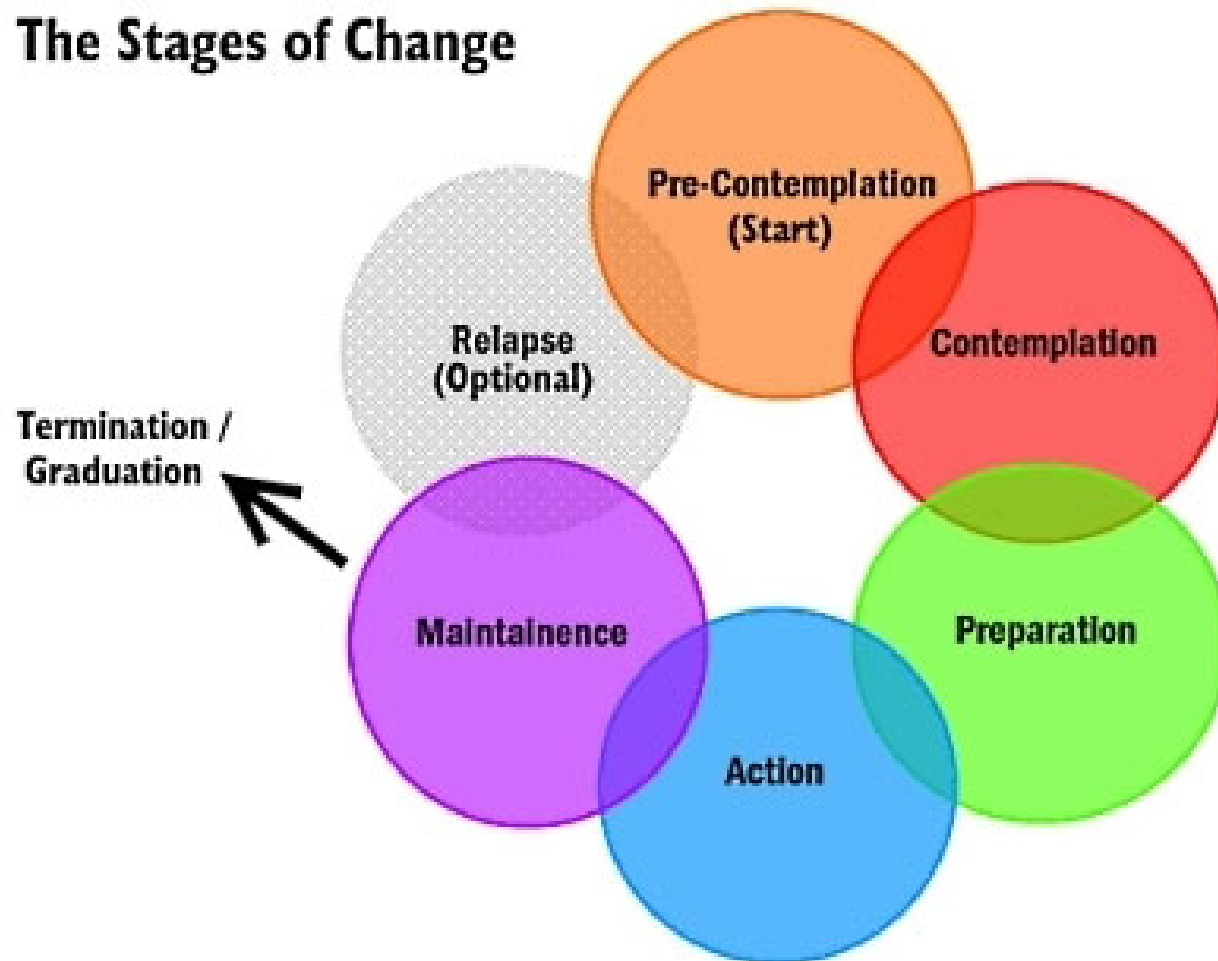 The Stages of Change
Pre-Contemplation
(Start)
Contemplation
Relapse
(Optional)
Termination /
Graduation
Preparation
Maintainence
Action